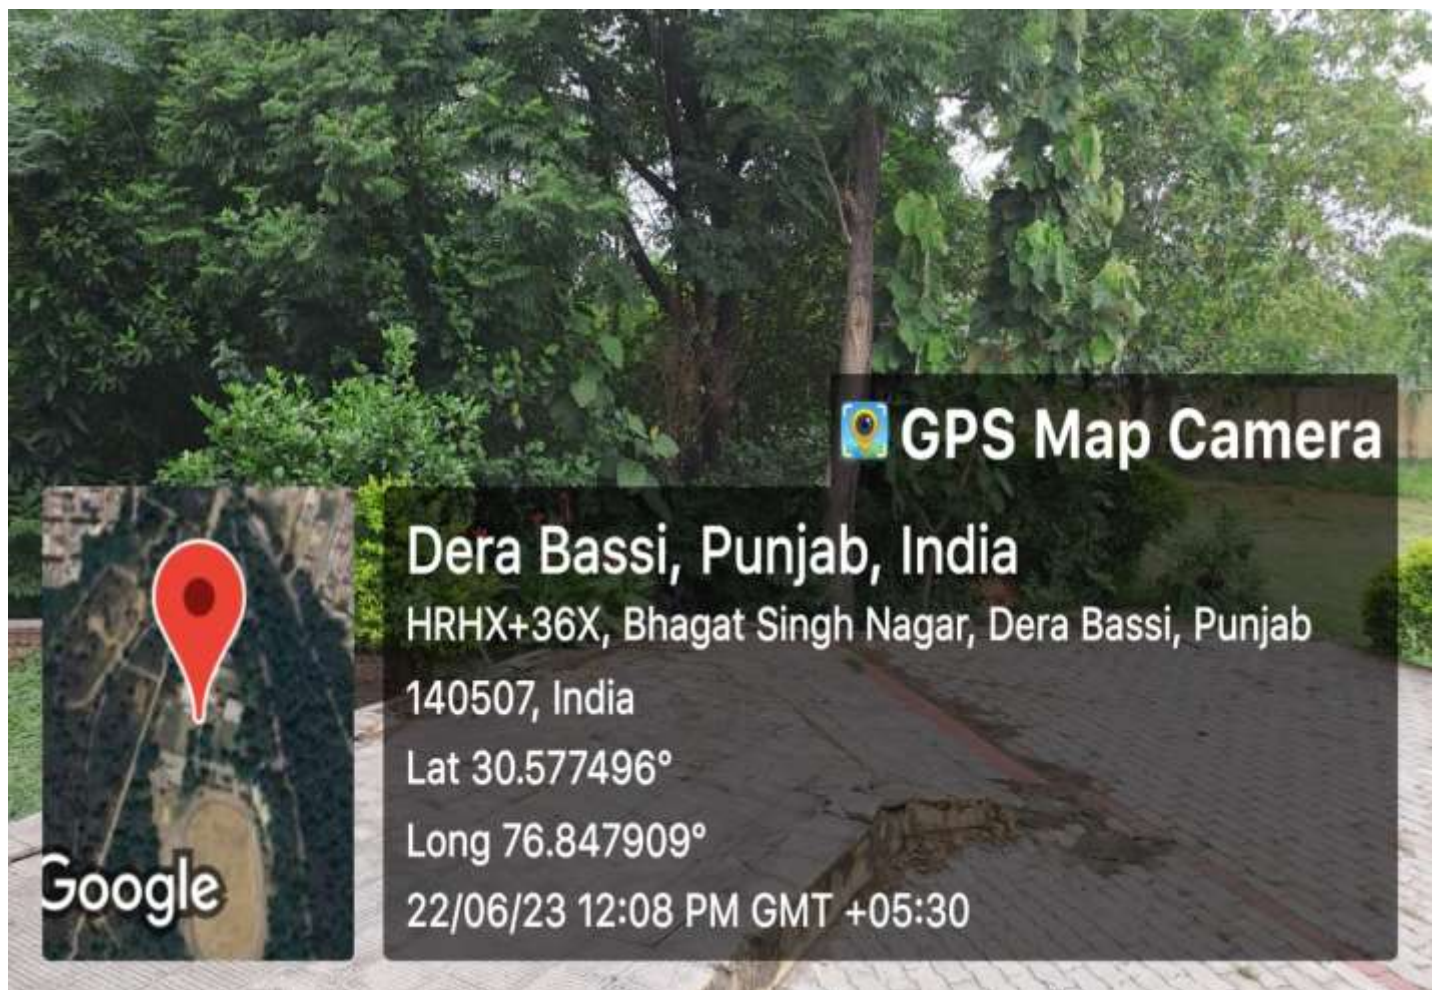 GPS Map Camera
Dera Bassi, Punjab, India
HRHX+36X, Bhagat Singh Nagar, Dera Bassi, Punjab
140507, India
Lat 30.577496°
Long 76.847909°
22/06/23 12:08 PM GMT +05:30
Google